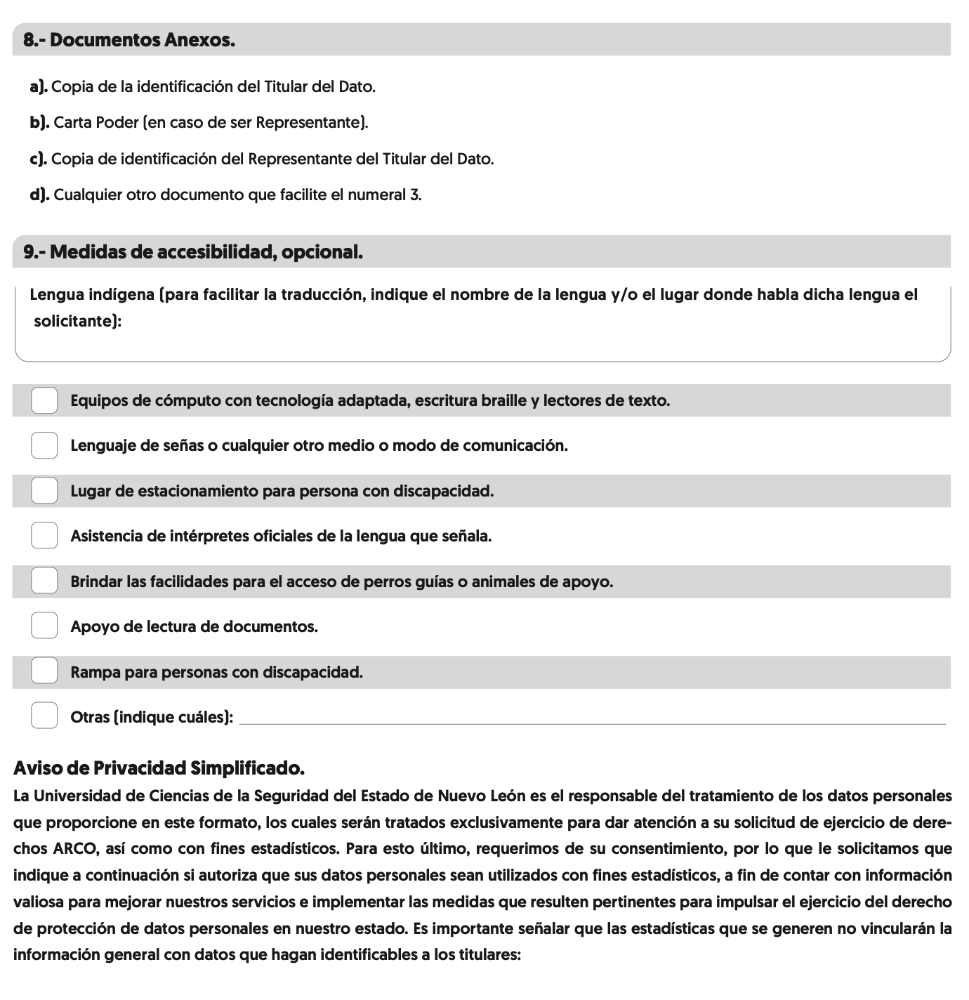 8.- Documentos Anexos.
a). Copia de la identificación del Titular del Dato.
b). Carta Poder (en caso de ser Representante).
c). Copia de identificación del Representante del Titular del Dato.
d). Cualquier otro documento que facilite el numeral 3.
9.- Medidas de accesibilidad, opcional.
Lengua indígena (para facilitar la traducción, indique el nombre de la lengua y/o el lugar donde habla dicha lengua el
solicitante):
Equipos de cómputo con tecnología adaptada, escritura braille y lectores de texto.
Lenguaje de señas o cualquier otro medio o modo de comunicación.
Lugar de estacionamiento para persona con discapacidad.
Asistencia de intérpretes oficiales de la lengua que señala.
Brindar las facilidades para el acceso de perros guías o animales de apoyo.
Apoyo de lectura de documentos.
Rampa para personas con discapacidad.
Otras (indique cuáles):
Aviso de Privacidad Simplificado.
La Universidad de Ciencias de la Seguridad del Estado de Nuevo León es el responsable del tratamiento de los datos personales
que proporcione en este formato, los cuales serán tratados exclusivamente para dar atención a su solicitud de ejercicio de dere-
chos ARCO, así como con fines estadísticos. Para esto último, requerimos de su consentimiento, por lo que le solicitamos que
indique a continuación si autoriza que sus datos personales sean utilizados con fines estadísticos, a fin de contar con información
valiosa para mejorar nuestros servicios e implementar las medidas que resulten pertinentes para impulsar el ejercicio del derecho
de protección de datos personales en nuestro estado. Es importante señalar que las estadísticas que se generen no vincularán la
información general con datos que hagan identificables a los titulares: